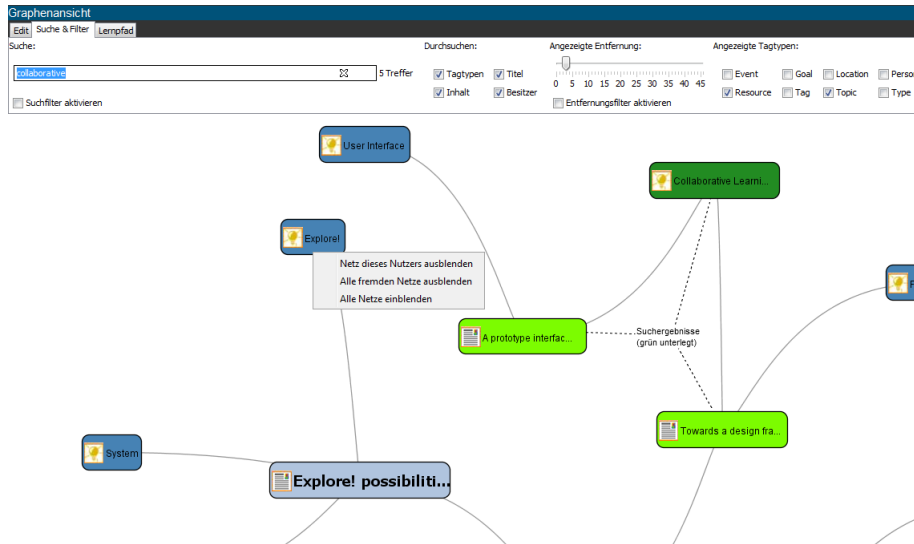 Graphenansicht
Edit Suche & Filter Lernpfad
Suche: Durchsuchen: Angezeigte Entfernung: Angezeigte Tagtypen:
collaborative 5 Treffer Tagtypen Titel Event Goal Location Perso
0 5 10 15 20 25 30 35 40 45
Inhalt Besitzer Resource Tag Topic Type
Suchfilter aktivieren Entfernungsfilter aktivieren
User Interface
Collaborative Learni...
Explore!
Netz dieses Nutzers ausblenden
Alle fremden Netze ausblenden
Alle Netze einblenden
A prototype interfac...
Suchergebnisse
(grün unterlegt)
Towards a design fra...
System
Explore! possibiliti...